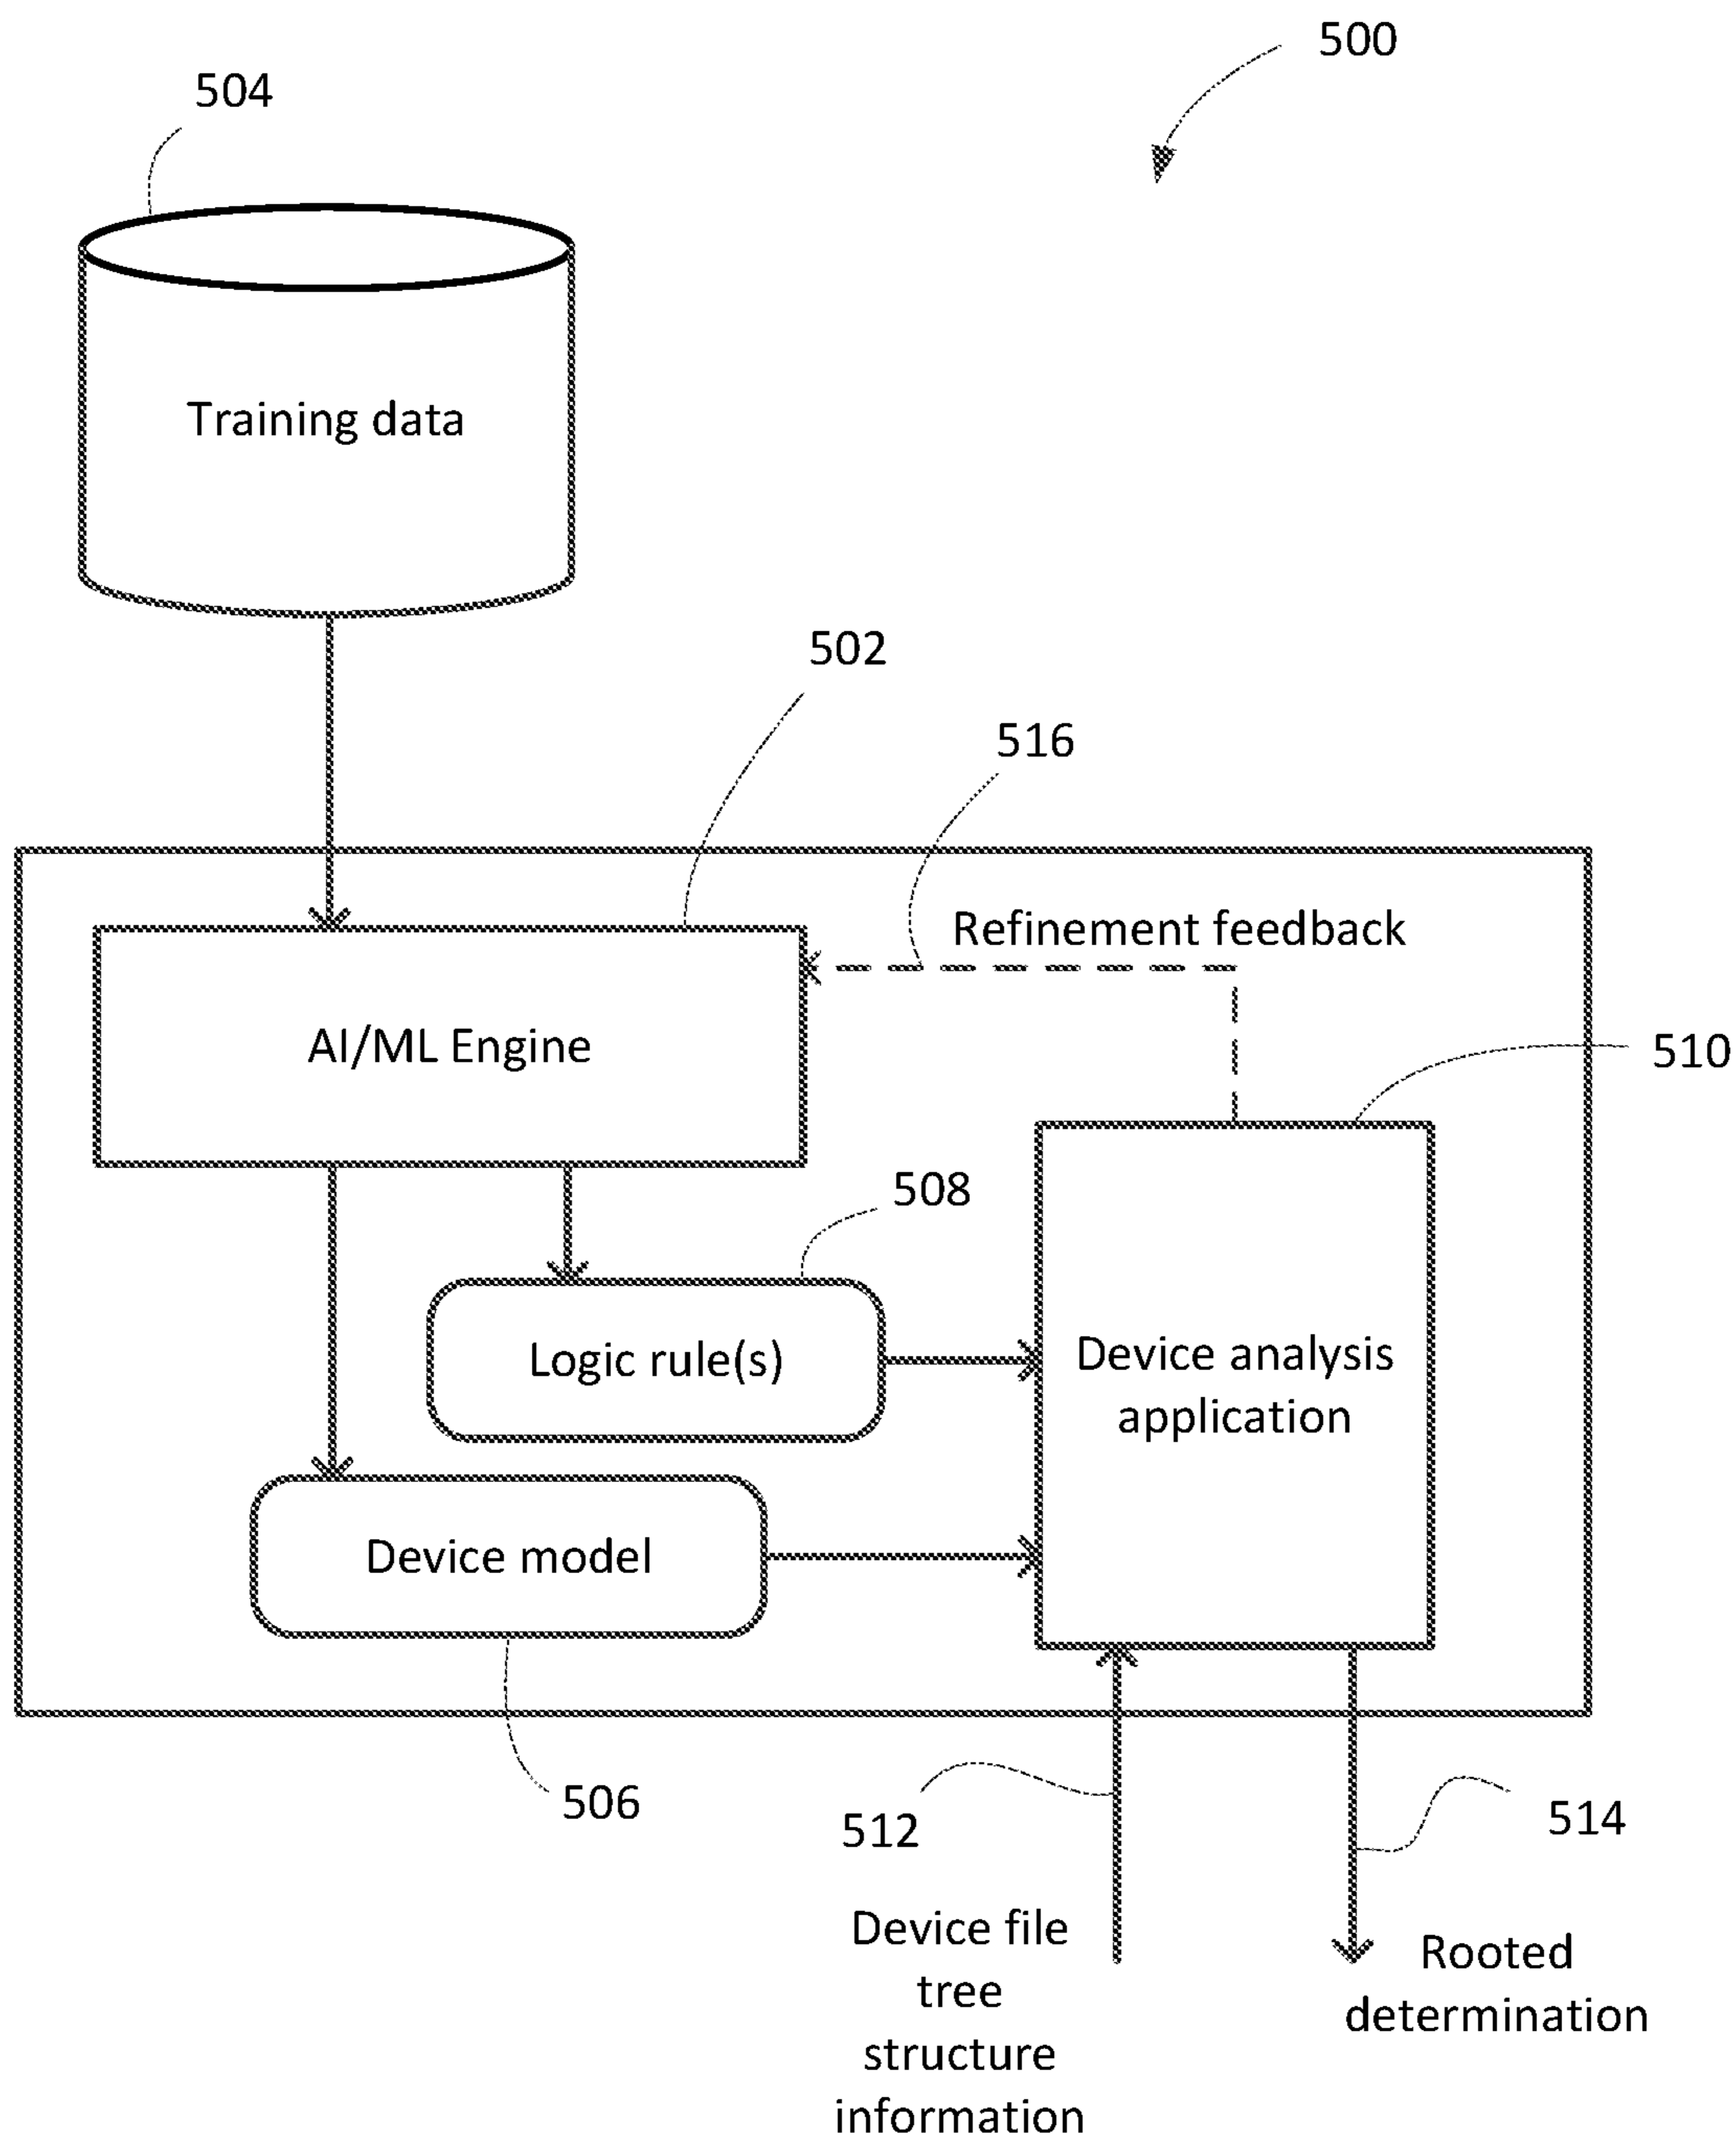 500
504
Training data
502
516
Refinement feedback
AI/ML Engine
510
508
Logic rule(s)
Device analysis
application
Device model
506
512
514
Device file
tree
structure
information
Rooted
determination